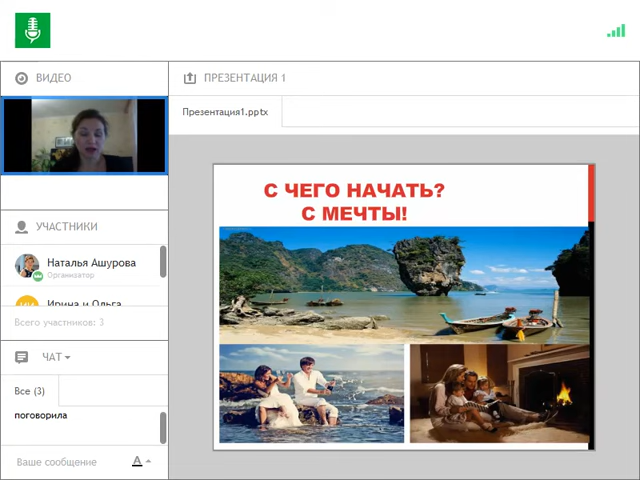 ВИДЕО
ПРЕЗЕНТАЦИЯ 1
Презентация1.pptx
С ЧЕГО НАЧАТЬ?
С МЕЧТЫ!
УЧАСТНИКИ
Наталья Ашурова
Организатор
Ирина и Ольга
Всего участников: 3
ЧАТ
Все (3)
поговорила
Ваше сообщение
A